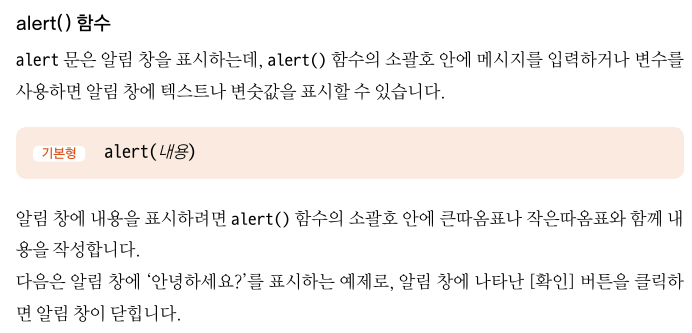 alert() 함수
alert 문은 알림 창을 표시하는데, alert() 함수의 소괄호 안에 메시지를 입력하거나 변수를
사용하면 알림 창에 텍스트나 변숫값을 표시할 수 있습니다.
기본형 alert(내용)
알림 창에 내용을 표시하려면 alert() 함수의 소괄호 안에 큰따옴표나 작은따옴표와 함께 내
용을 작성합니다.
다음은 알림 창에 ‘안녕하세요?’를 표시하는 예제로, 알림 창에 나타난 [확인] 버튼을 클릭하
면 알림 창이 닫힙니다.